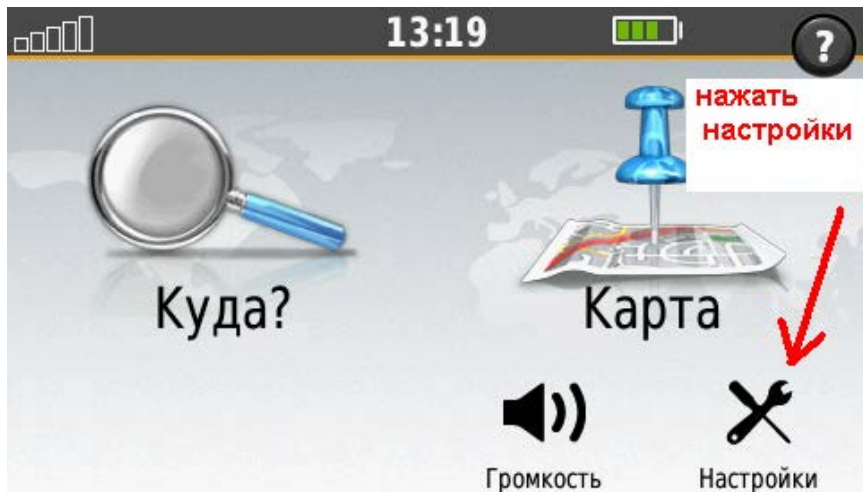 13:19
?
нажать
настройки
Куда?
Карта
Громкость
Настройки